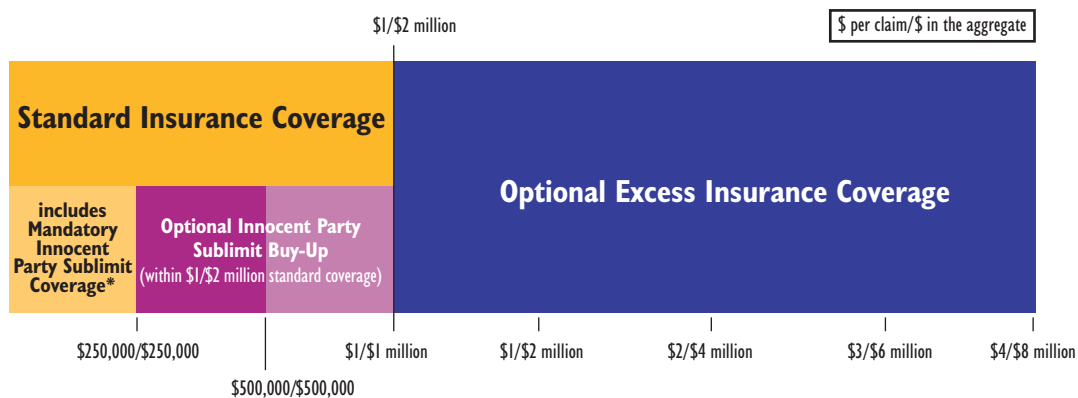 $1/$2 million
$ per claim/$ in the aggregate
Standard Insurance Coverage
Optional Excess Insurance Coverage
includes
Mandatory
Innocent
Party Sublimit
Coverage*
Optional Innocent Party
Sublimit Buy-Up
(within $1/$2 million standard coverage)
$250,000/$250,000
$500,000/$500,000
$1/$1 million
$1/$2 million
$2/$4 million
$3/$6 million
$4/$8 million